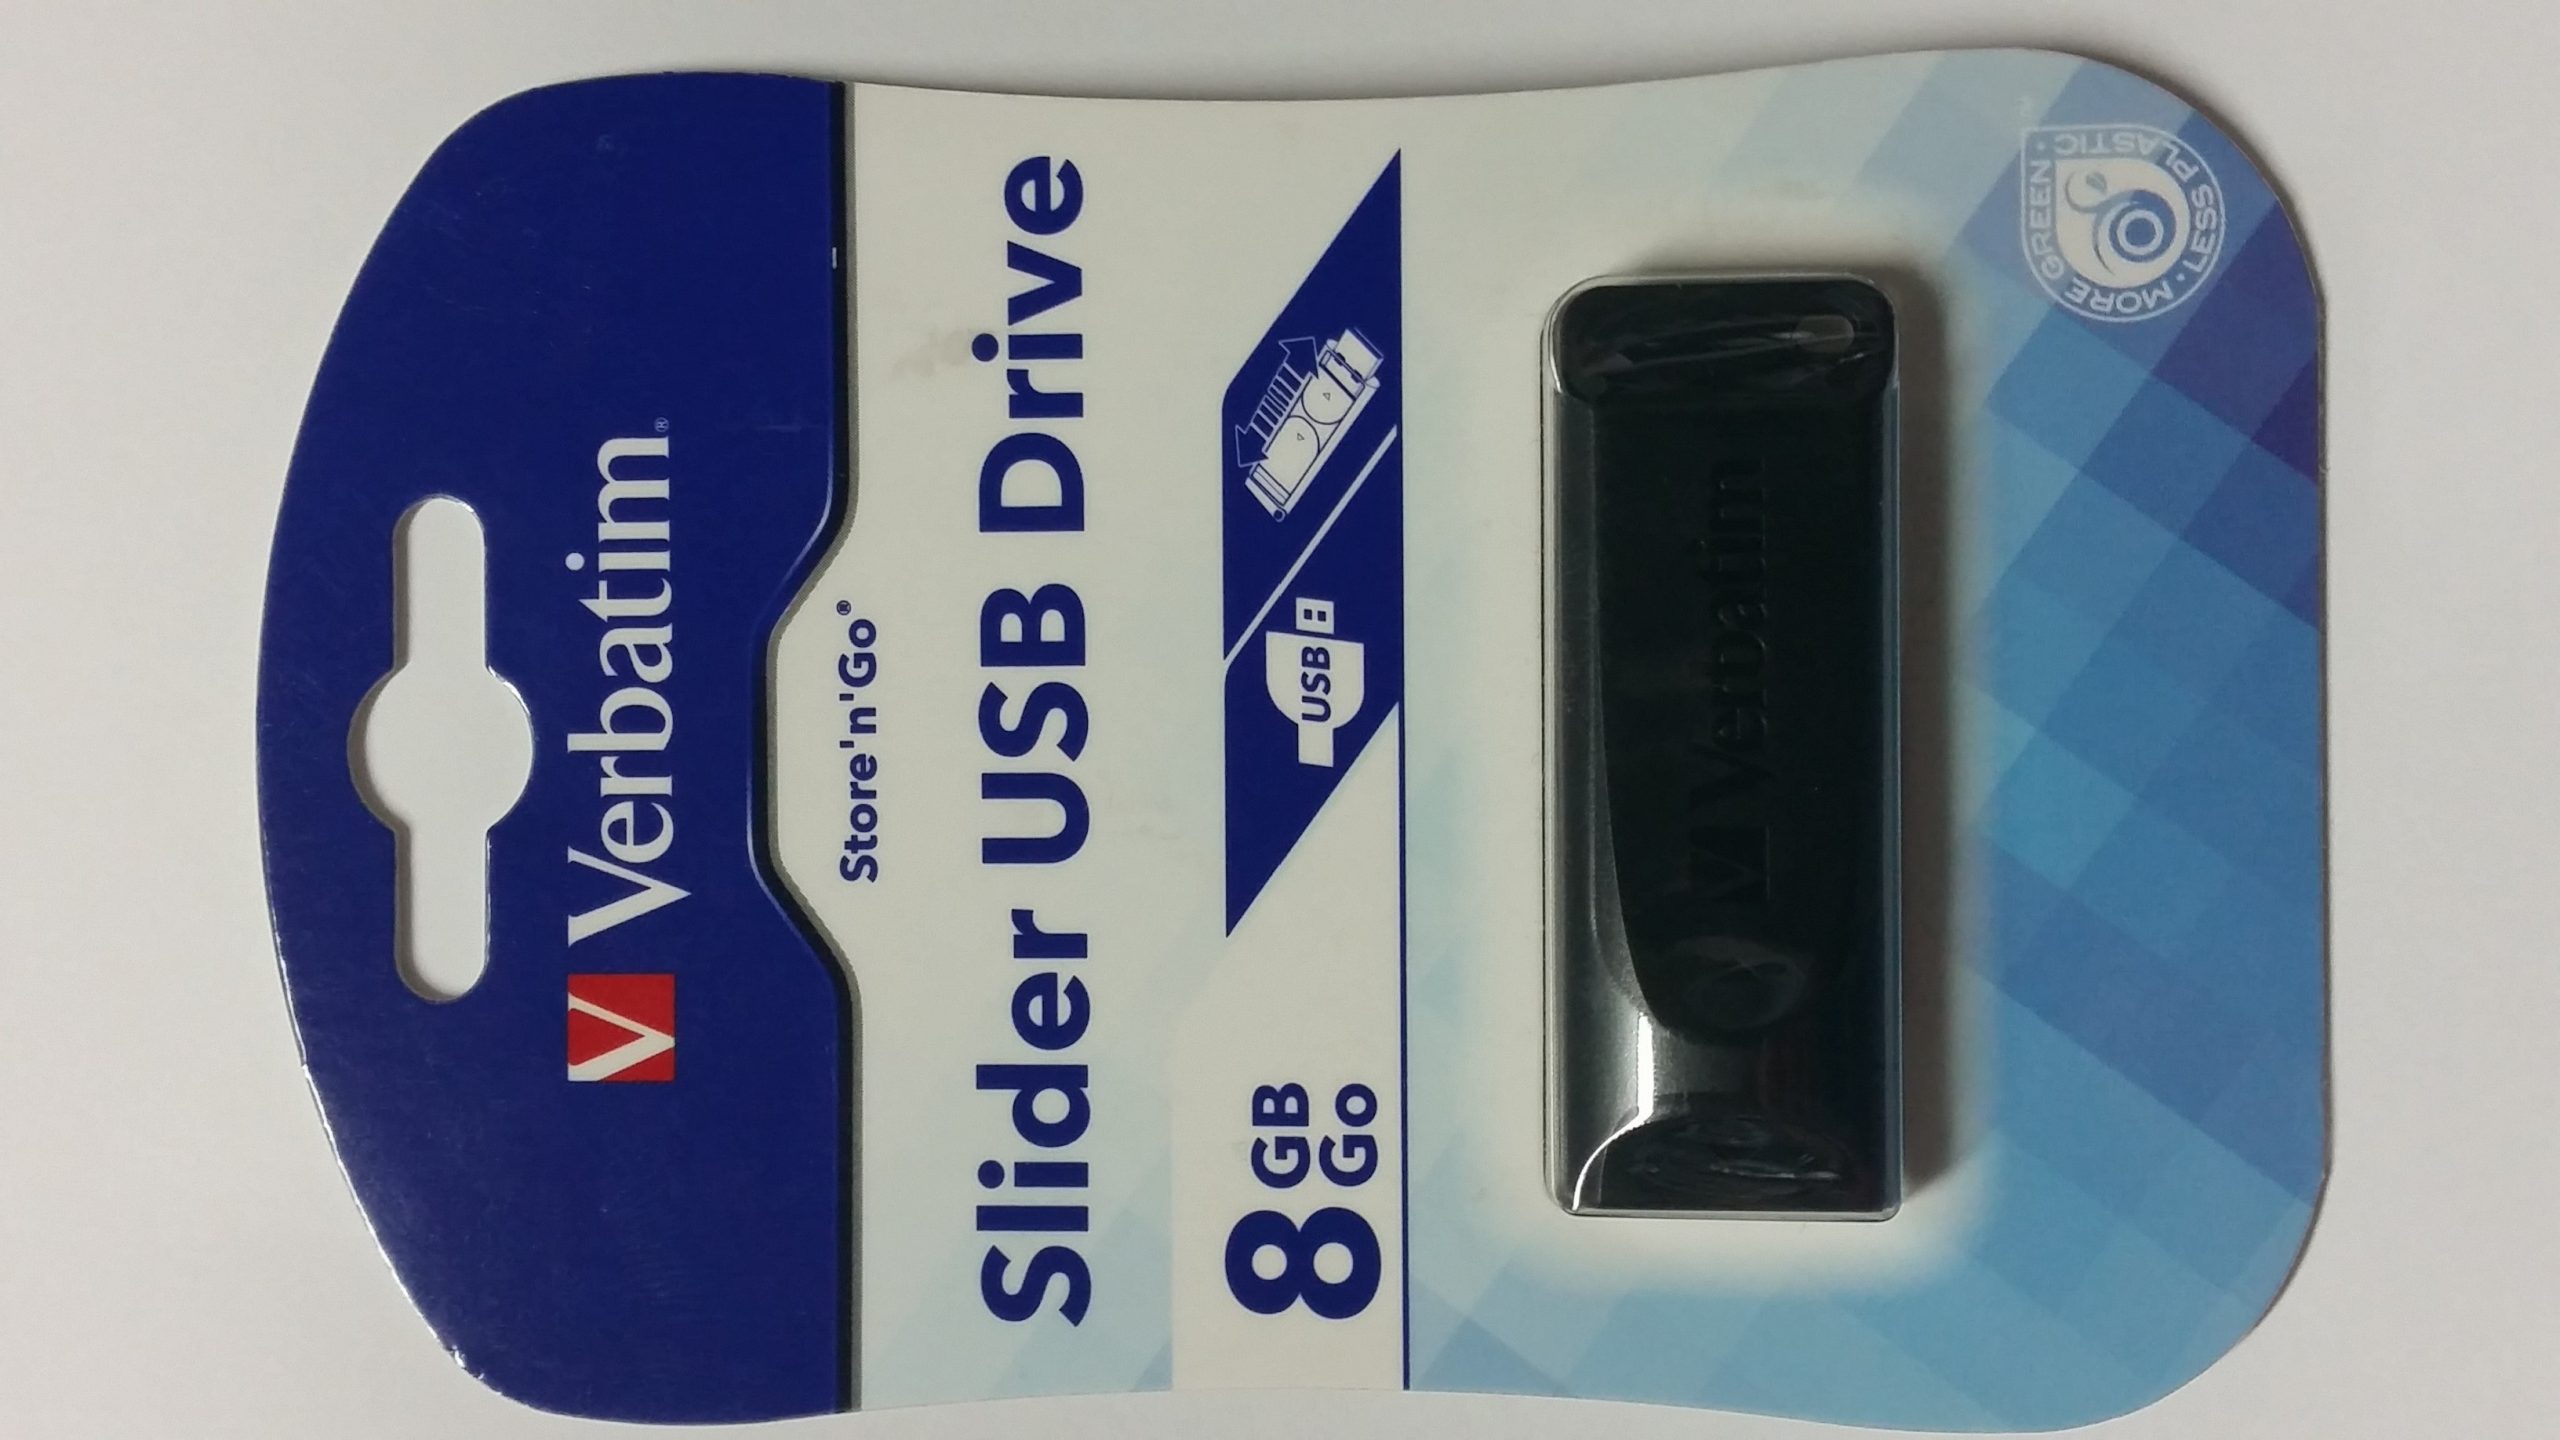 V Verbatim®
Store'n'Go®
Slider USB Drive
8 GB
Go
USB
V Verbatim
MORE GREEN • LESS PLASTIC •